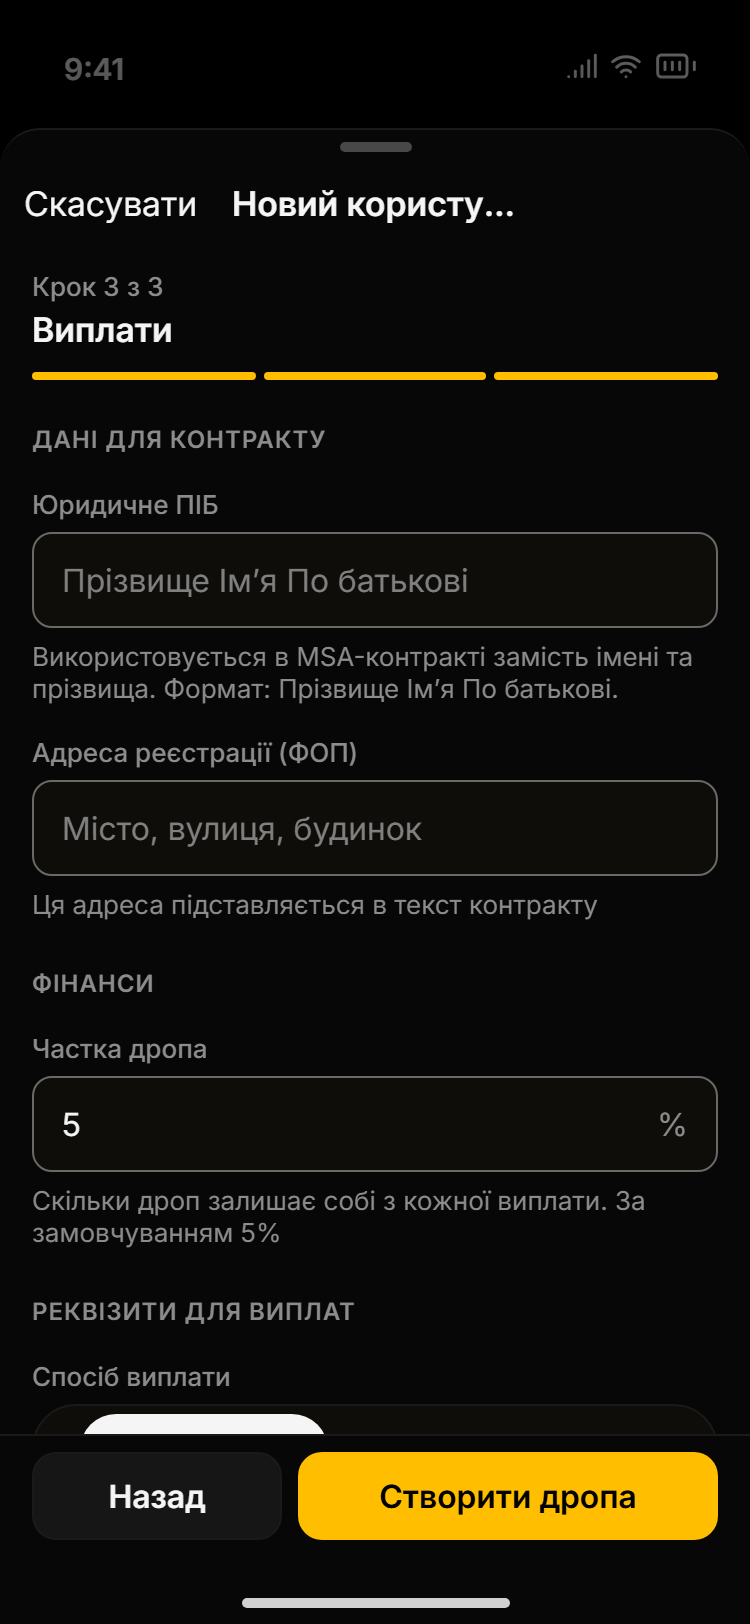 9:41
Скасувати
Новий користу...
Крок 3 з 3
Виплати
ДАНІ ДЛЯ КОНТРАКТУ
Юридичне ПІБ
Прізвище Ім’я По батькові
Використовується в MSA-контракті замість імені та
прізвища. Формат: Прізвище Ім’я По батькові.
Адреса реєстрації (ФОП)
Місто, вулиця, будинок
Ця адреса підставляється в текст контракту
ФІНАНСИ
Частка дропа
5 %
Скільки дроп залишає собі з кожної виплати. За
замовчуванням 5%
РЕКВІЗИТИ ДЛЯ ВИПЛАТ
Спосіб виплати
Назад
Створити дропа